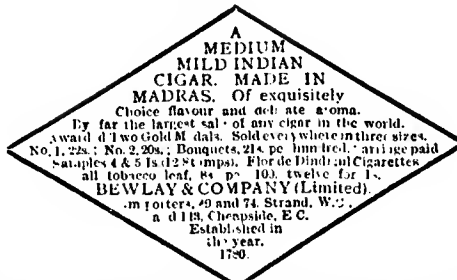 A
MEDIUM
MILD INDIAN
CIGAR. MADE IN
MADRAS. Of exquisitely
Choice flavour and delicate aroma.
By far the largest sale of any cigar in the world.
Award d Two Gold M dals. Sold everywhere in three sizes,
No. 1, 22s.; No. 2, 20s.; Bouquets, 21s. per hundred, carriage paid
Samples 4 & 5 1s (12 Stamps). Flor de Dindigul Cigarettes
all tobacco leaf, 8s per 100, twelve for 1s.
BEWLAY & COMPANY (Limited).
Importers, 49 and 74, Strand, W.C.,
a d 143, Cheapside, E C.
Established in
the year.
1780.